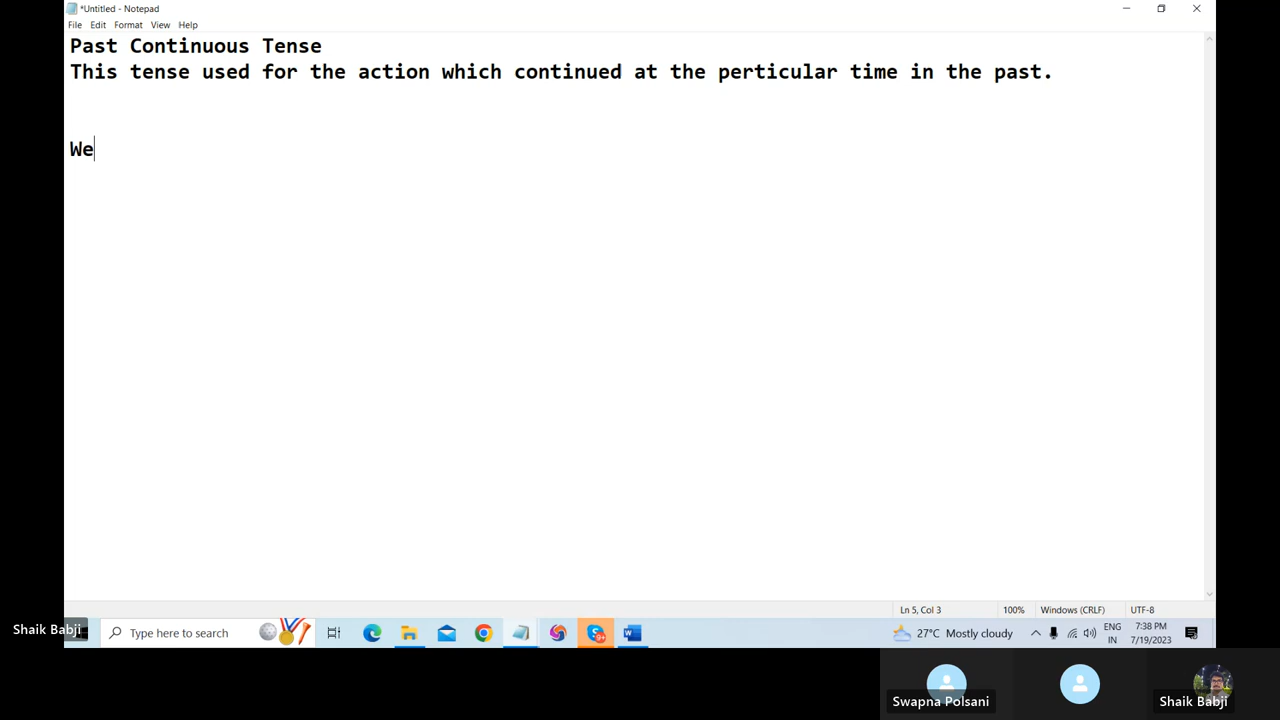 *Untitled - Notepad
File Edit Format View Help
Past Continuous Tense
This tense used for the action which continued at the perticular time in the past.
We
Ln 5, Col 3 100% Windows (CRLF) UTF-8
Shaik Babji
Type here to search
27°C Mostly cloudy
ENG
IN
7:38 PM
7/19/2023
Swapna Polsani
Shaik Babji